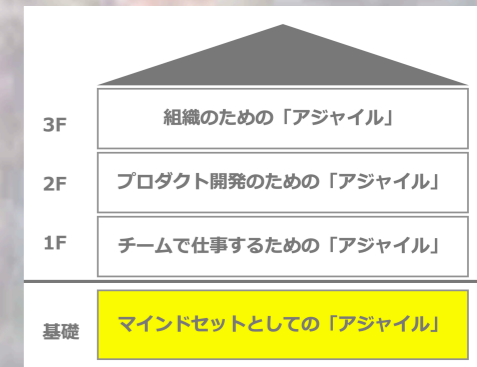 3F 組織のための「アジャイル」
2F プロダクト開発のための「アジャイル」
1F チームで仕事するための「アジャイル」
基礎 マインドセットとしての「アジャイル」